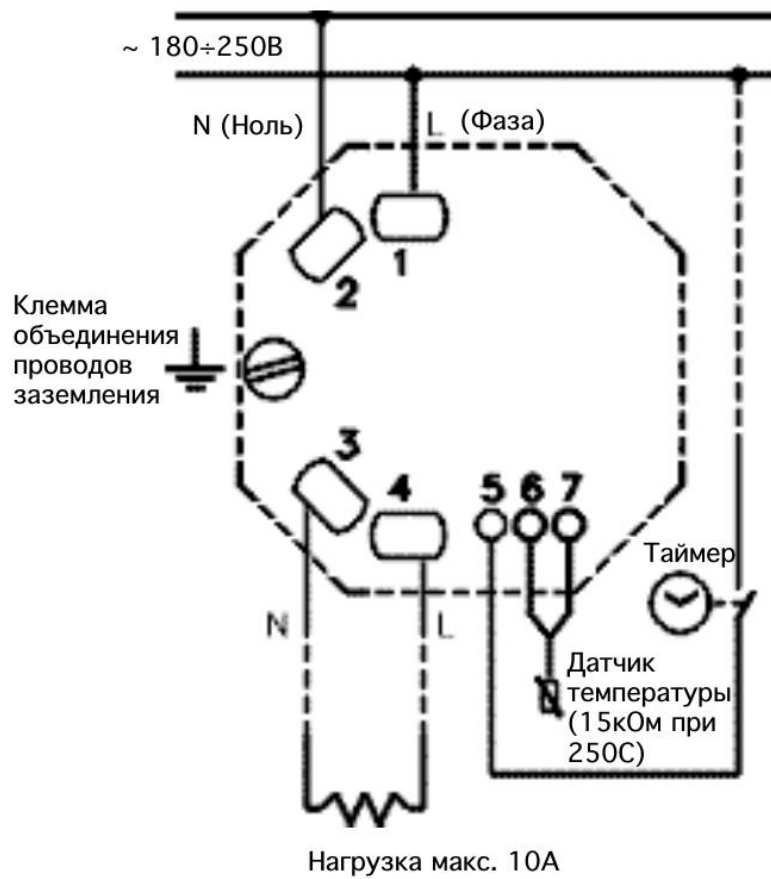 ~ 180÷250В
N (Ноль)
L (Фаза)
1
2
Клемма
объединения
проводов
заземления
3
4
5 6 7
Таймер
N
L
Датчик
температуры
(15кОм при
250С)
Нагрузка макс. 10А